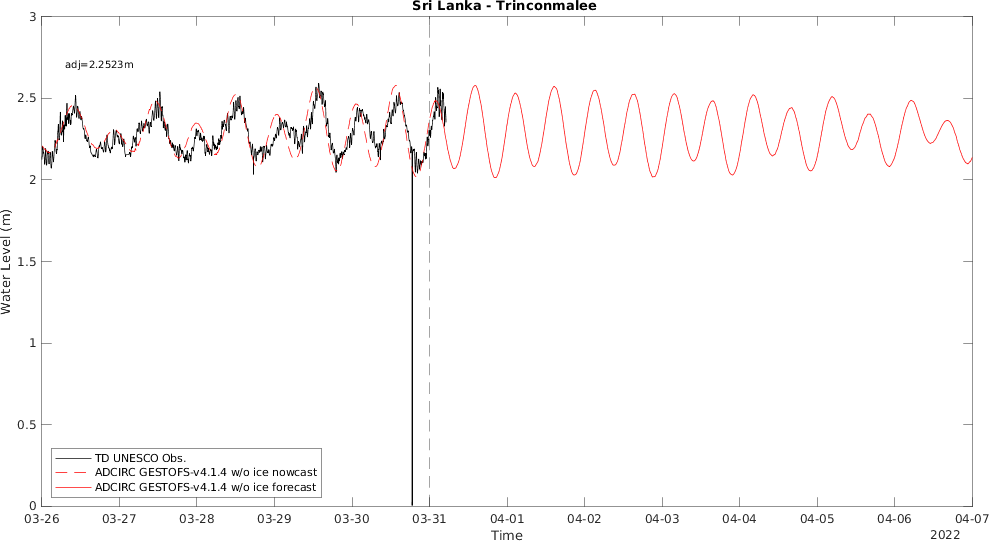 Sri Lanka - Trinconmalee
adj=2.2523m
3
2.5
2
1.5
1
0.5
0
Water Level (m)
TD UNESCO Obs.
ADCIRC GESTOFS-v4.1.4 w/o ice nowcast
ADCIRC GESTOFS-v4.1.4 w/o ice forecast
03-26 03-27 03-28 03-29 03-30 03-31 04-01 04-02 04-03 04-04 04-05 04-06 04-07
Time
2022